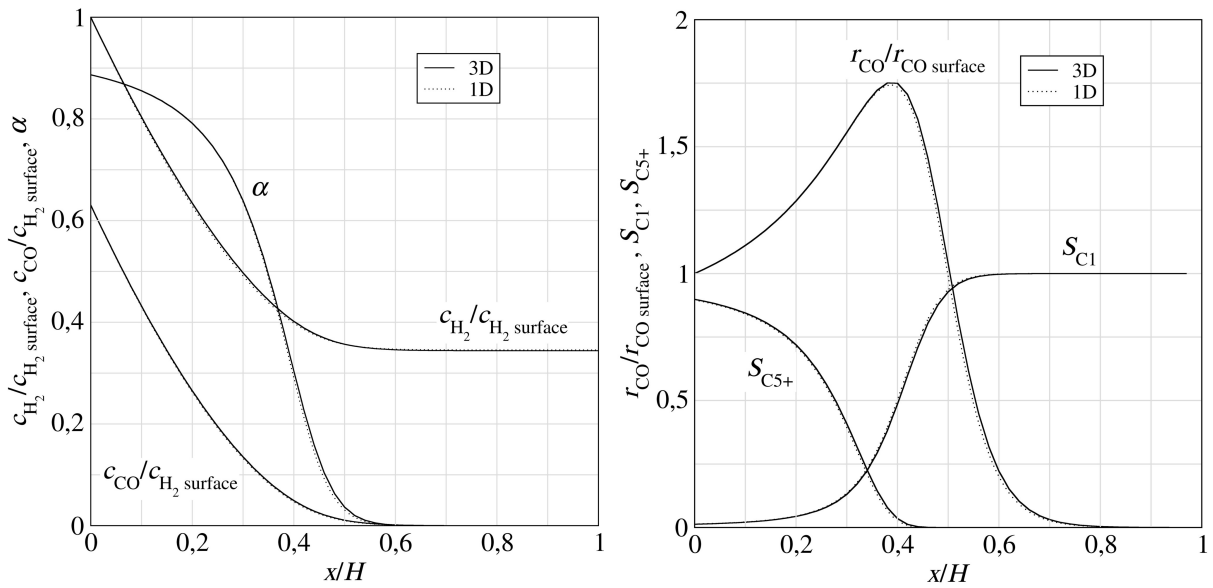 c_H2/c_H2 surface, c_CO/c_H2 surface, α
1
0,8
0,6
0,4
0,2
0
0
0,2
0,4
0,6
0,8
1
x/H
3D
1D
α
c_H2/c_H2 surface
c_CO/c_H2 surface
r_CO/r_CO surface, S_C1, S_C5+
2
1,5
1
0,5
0
0
0,2
0,4
0,6
0,8
1
x/H
r_CO/r_CO surface
3D
1D
S_C1
S_C5+